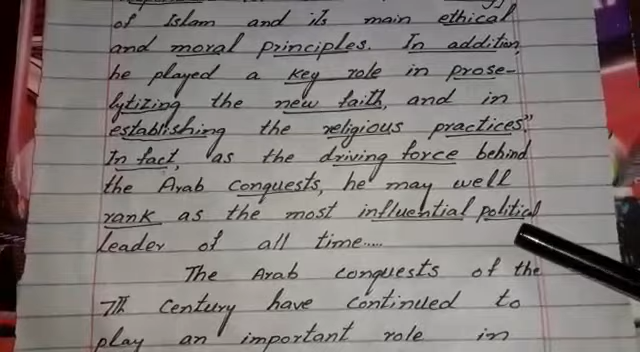 of Islam and its main ethical
and moral principles. In addition,
he played a key role in prose-
lytizing the new faith, and in
establishing the religious practices."
In fact, as the driving force behind
the Arab conquests, he may well
rank as the most influential political
leader of all time....
The Arab conquests of the
7th century have continued to
play an important role in